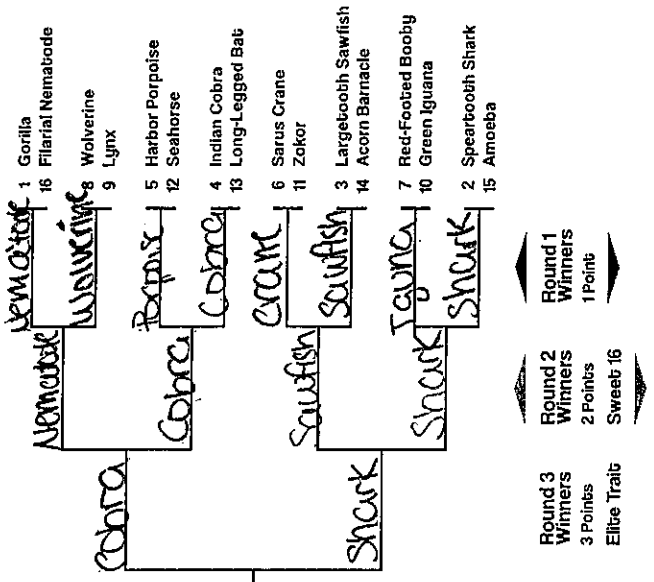 1 Gorilla
16 Filarial Nematode
8 Wolverine
9 Lynx
5 Harbor Porpoise
12 Seahorse
4 Indian Cobra
13 Long-Legged Bat
6 Sarus Crane
11 Zokor
3 Largetooth Sawfish
14 Acorn Barnacle
7 Red-Footed Booby
10 Green Iguana
2 Speartooth Shark
15 Amoeba
Nematode
Wolverine
Porpoise
Cobra
Crane
Sawfish
Iguna
Shark
Nematode
Cobra
Sawfish
Shark
Cobra
Shark
Round 1
Winners
1 Point
Round 2
Winners
2 Points
Sweet 16
Round 3
Winners
3 Points
Elite Trait